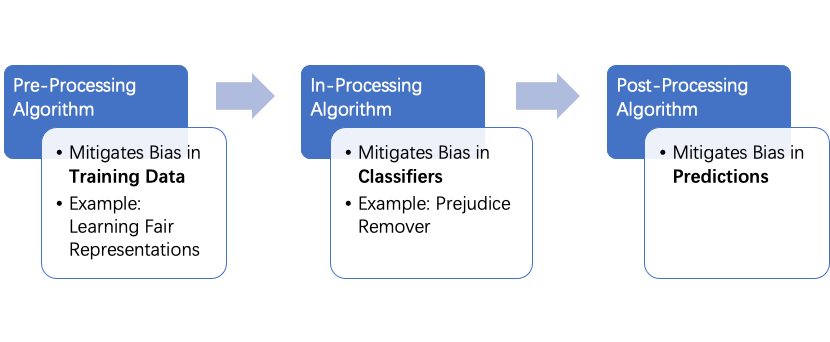 Pre-Processing
Algorithm
• Mitigates Bias in
Training Data
• Example:
Learning Fair
Representations
In-Processing
Algorithm
• Mitigates Bias in
Classifiers
• Example: Prejudice
Remover
Post-Processing
Algorithm
• Mitigates Bias in
Predictions